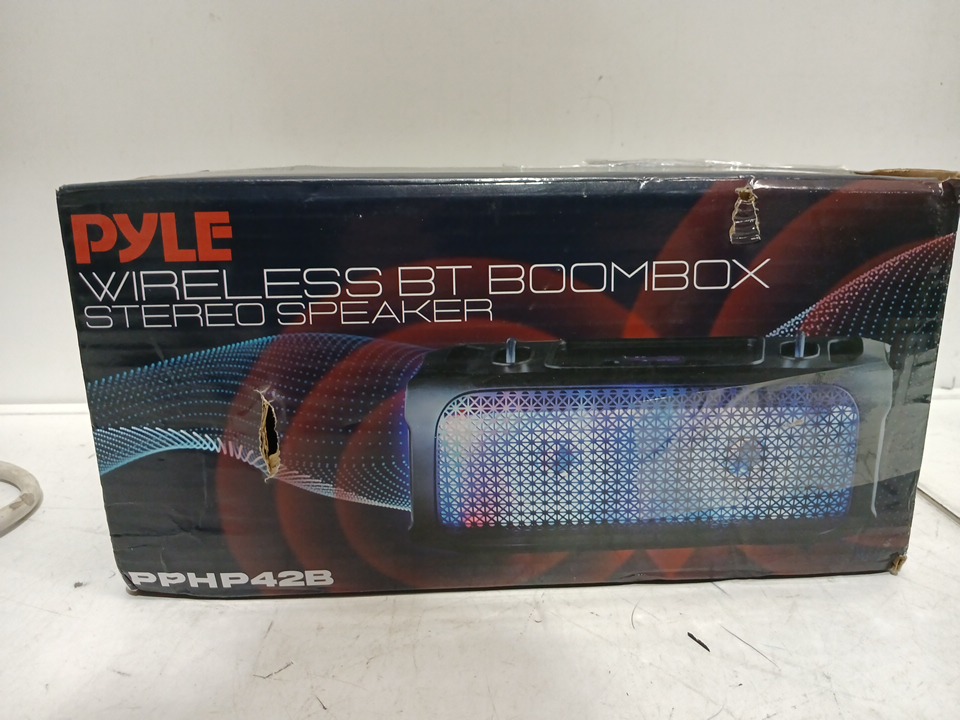 PYLE
WIRELESS BT BOOMBOX
STEREO SPEAKER
PPHP42B